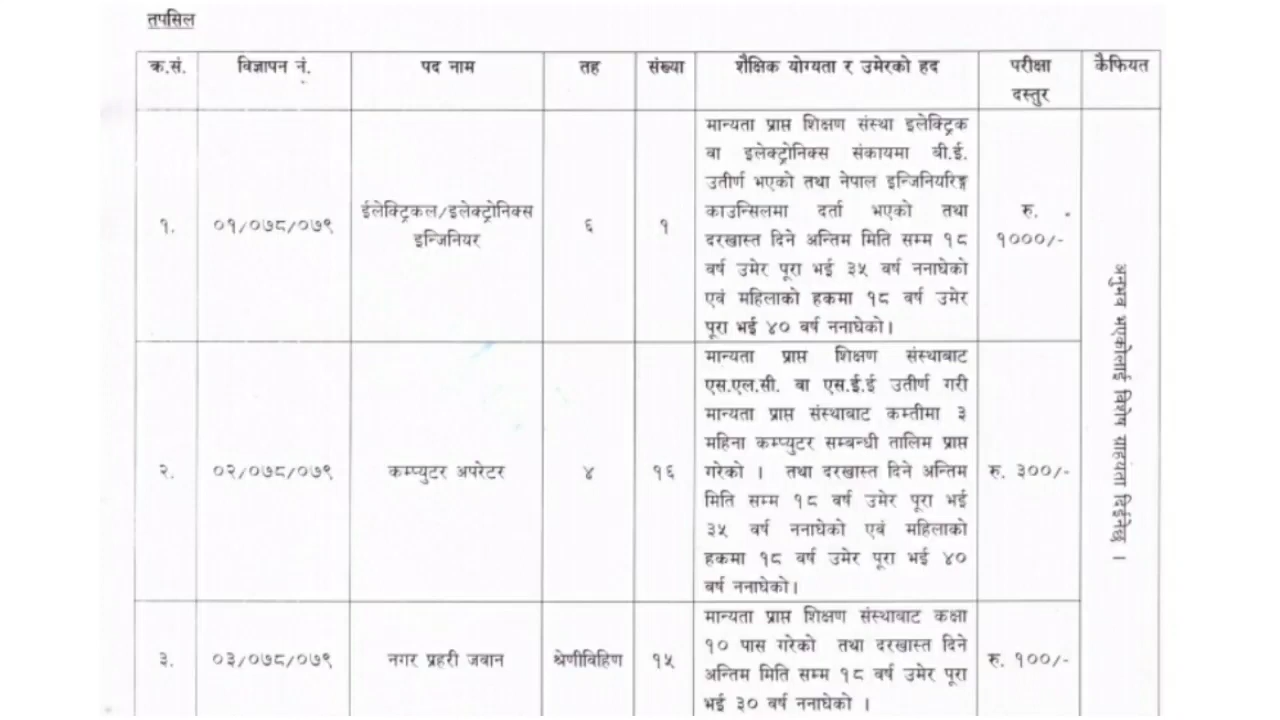 तपसिल
क.सं. विज्ञापन नं. पद नाम तह संख्या शैक्षिक योग्यता र उमेरको हद परीक्षा दस्तुर कैफियत
१. ०१/०७८/०७९ ईलेक्ट्रिकल/इलेक्ट्रोनिक्स इन्जिनियर ६ १
मान्यता प्राप्त शिक्षण संस्था इलेक्ट्रिक
वा इलेक्ट्रोनिक्स संकायमा बी.ई.
उतीर्ण भएको तथा नेपाल इन्जिनियरिङ्ग
काउन्सिलमा दर्ता भएको तथा
दरखास्त दिने अन्तिम मिति सम्म १८
वर्ष उमेर पूरा भई ३५ वर्ष ननाघेको
एवं महिलाको हकमा १८ वर्ष उमेर
पूरा भई ४० वर्ष ननाघेको।
रु. १०००/-
२. ०२/०७८/०७९ कम्प्युटर अपरेटर ४ १६
मान्यता प्राप्त शिक्षण संस्थाबाट
एस.एल.सी. वा एस.ई.ई उतीर्ण गरी
मान्यता प्राप्त संस्थाबाट कम्तीमा ३
महिना कम्प्युटर सम्बन्धी तालिम प्राप्त
गरेको । तथा दरखास्त दिने अन्तिम
मिति सम्म १८ वर्ष उमेर पूरा भई
३५ वर्ष ननाघेको एवं महिलाको
हकमा १८ वर्ष उमेर पूरा भई ४०
वर्ष ननाघेको।
रु. ३००/-
३. ०३/०७८/०७९ नगर प्रहरी जवान श्रेणीविहिण १५
मान्यता प्राप्त शिक्षण संस्थाबाट कक्षा
१० पास गरेको तथा दरखास्त दिने
अन्तिम मिति सम्म १८ वर्ष उमेर पूरा
भई ३० वर्ष ननाघेको ।
रु. १००/-
अनुभव भएकोलाई विशेष ग्राहयंता दिईनेछ ।